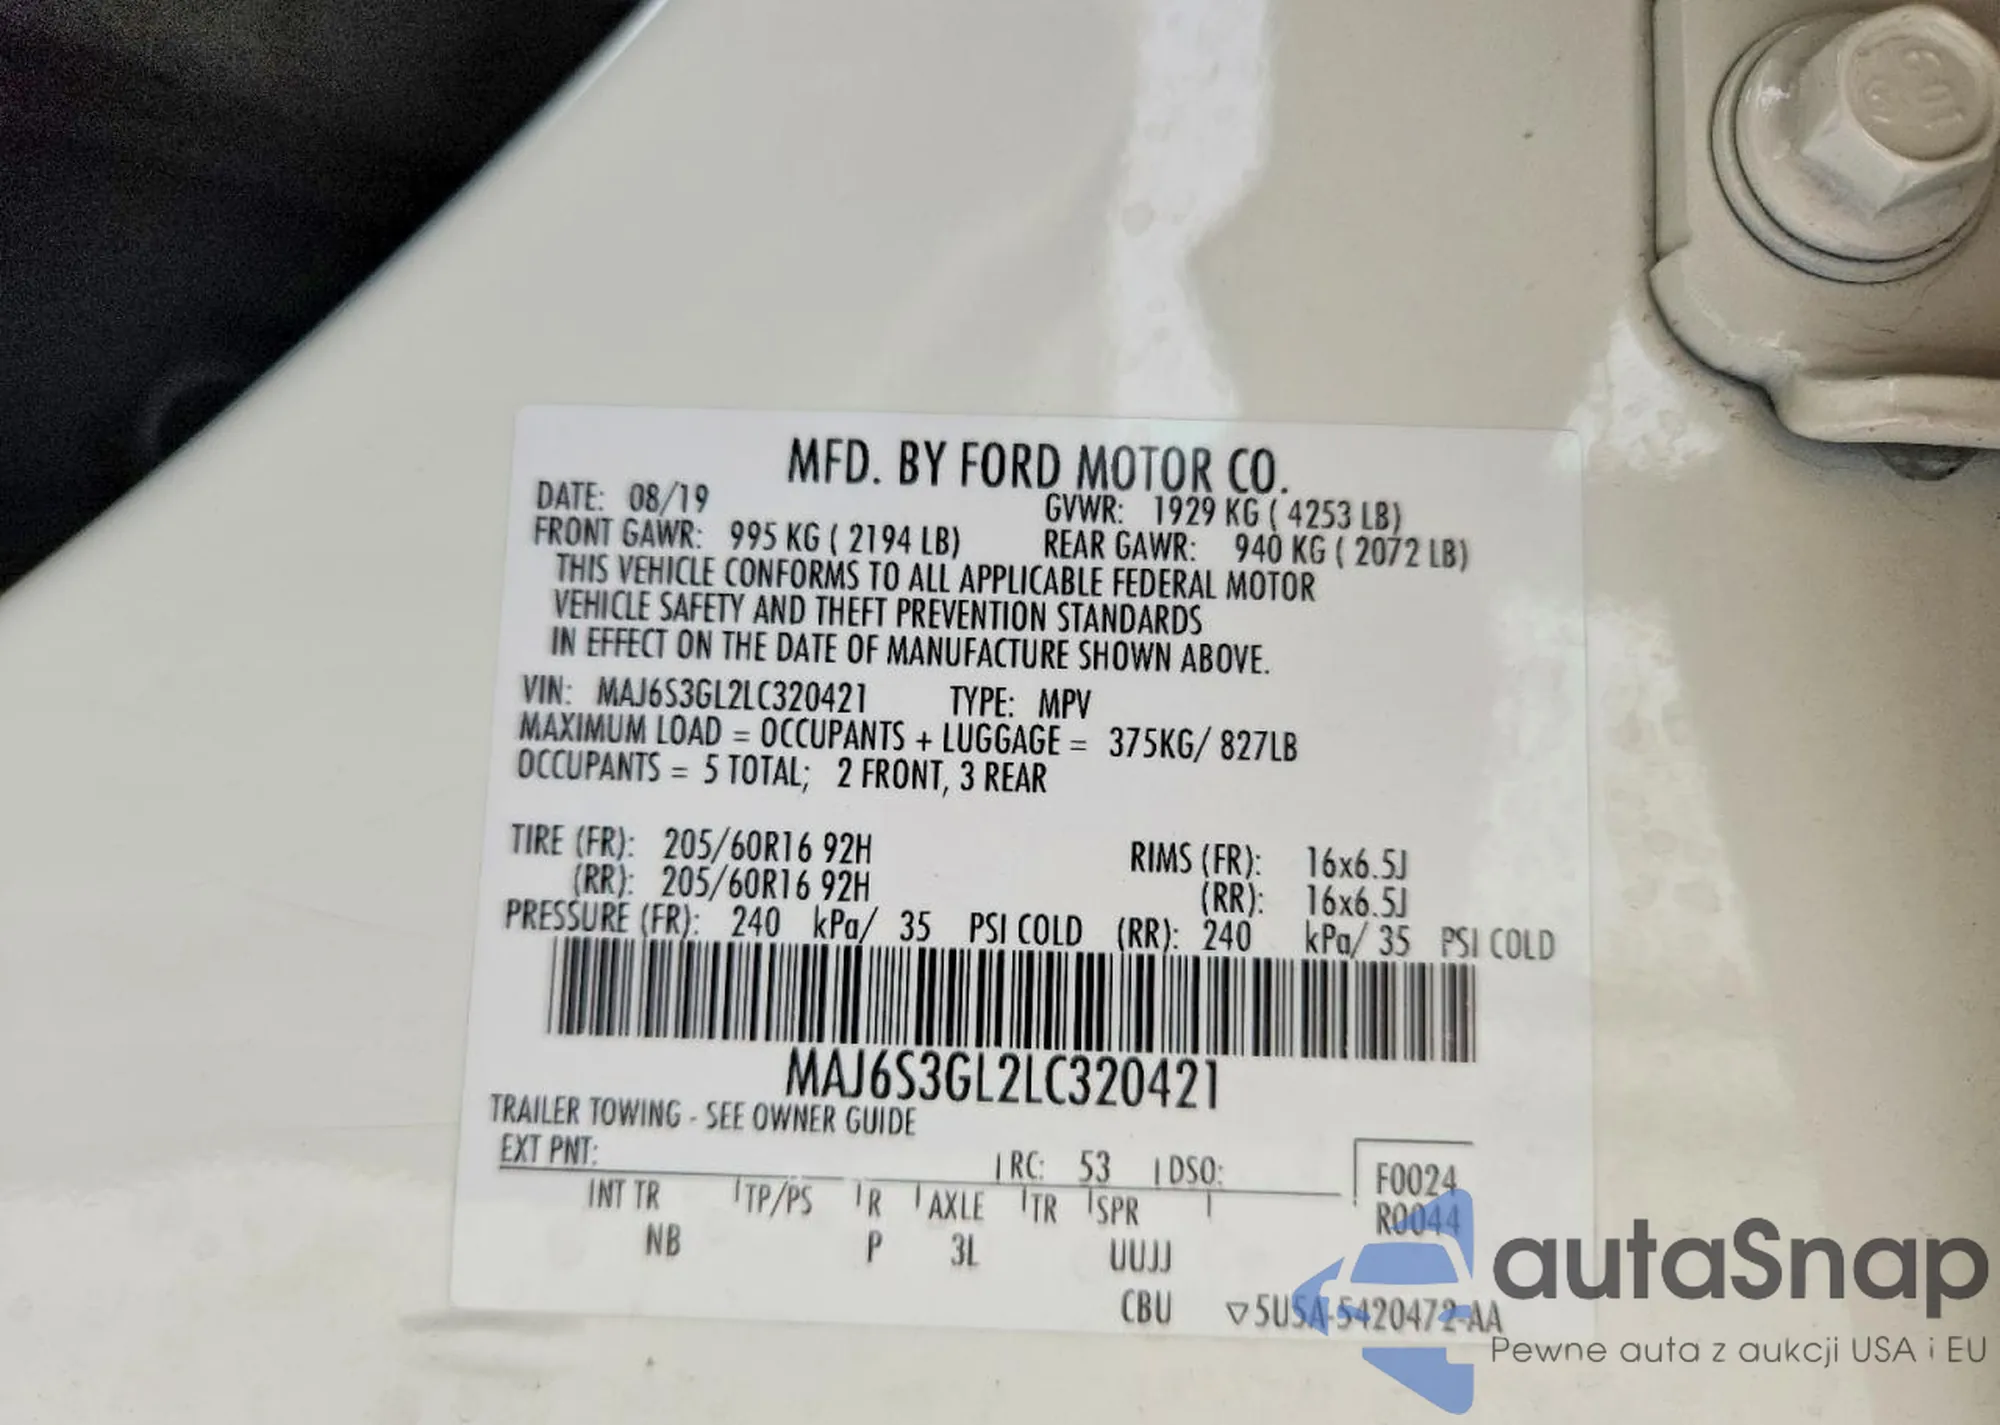 MFD. BY FORD MOTOR CO.
DATE: 08/19 GVWR: 1929 KG ( 4253 LB)
FRONT GAWR: 995 KG ( 2194 LB) REAR GAWR: 940 KG ( 2072 LB)
THIS VEHICLE CONFORMS TO ALL APPLICABLE FEDERAL MOTOR
VEHICLE SAFETY AND THEFT PREVENTION STANDARDS
IN EFFECT ON THE DATE OF MANUFACTURE SHOWN ABOVE.
VIN: MAJ6S3GL2LC320421 TYPE: MPV
MAXIMUM LOAD = OCCUPANTS + LUGGAGE = 375KG/ 827LB
OCCUPANTS = 5 TOTAL; 2 FRONT, 3 REAR
TIRE (FR): 205/60R16 92H RIMS (FR): 16x6.5J
(RR): 205/60R16 92H (RR): 16x6.5J
PRESSURE (FR): 240 kPa/ 35 PSI COLD (RR): 240 kPa/ 35 PSI COLD
MAJ6S3GL2LC320421
TRAILER TOWING - SEE OWNER GUIDE
EXT PNT: RC: 53 DSO: F0024
INT TR TP/PS R AXLE TR SPR R0044
NB P 3L UUJJ
CBU ▽5USA-5420472-AA
autaSnap
Pewne auta z aukcji USA i EU